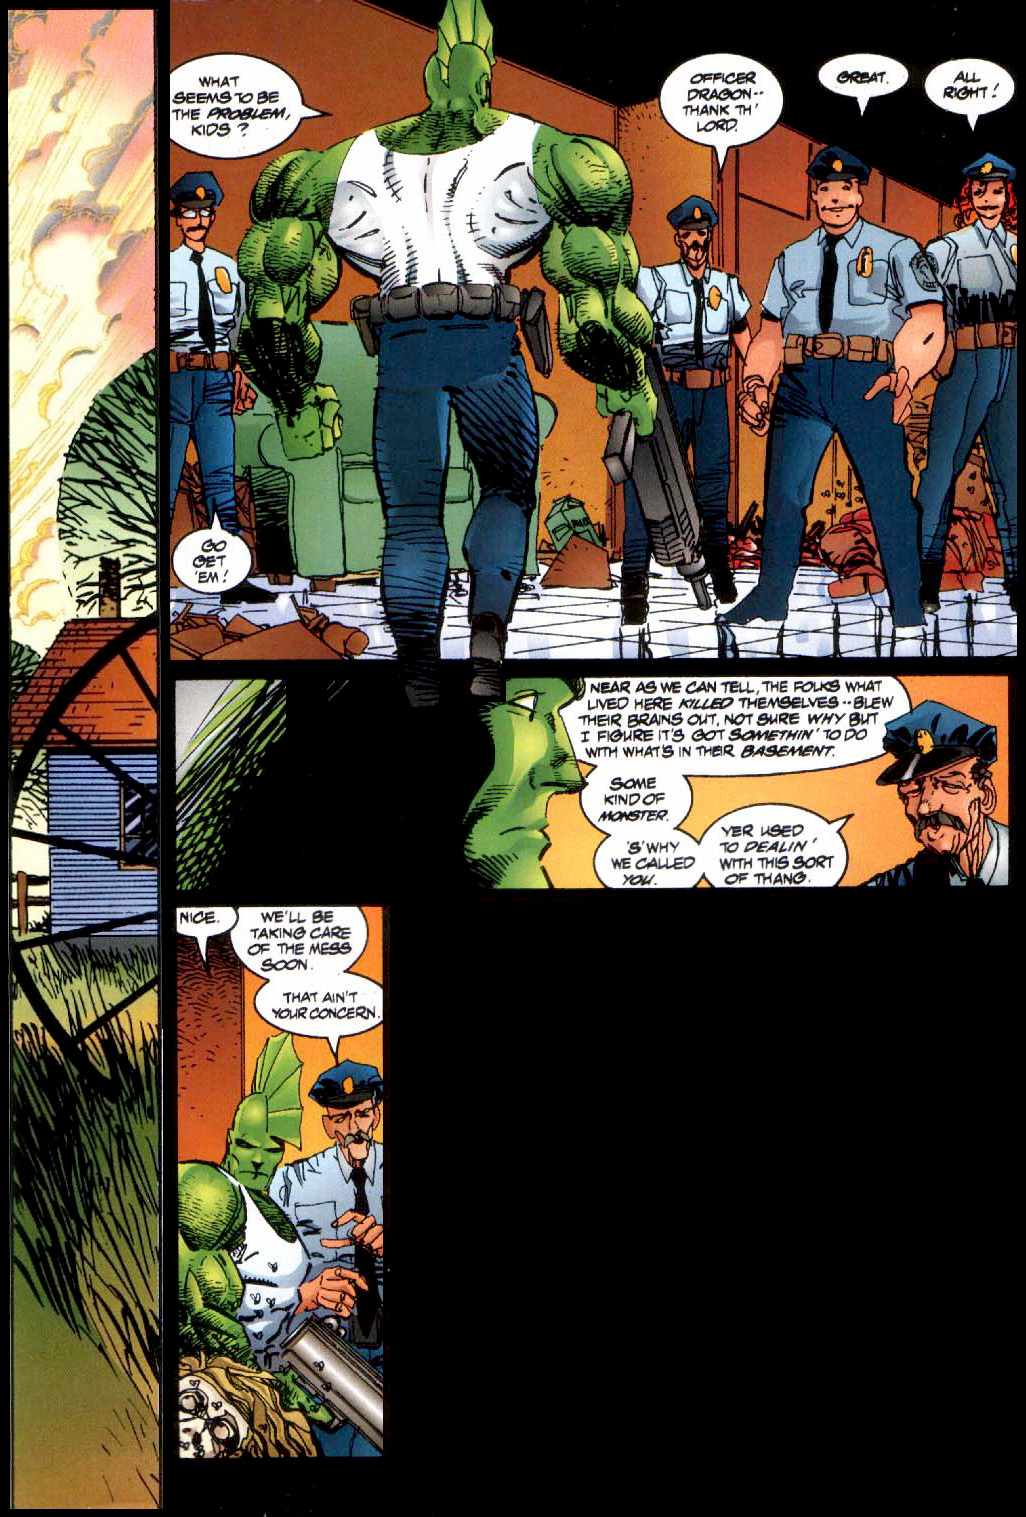 WHAT
SEEMS TO BE
THE PROBLEM,
KIDS?
OFFICER
DRAGON--
THANK TH'
LORD.
GREAT.
ALL
RIGHT!
GO
GET
'EM!
NEAR AS WE CAN TELL, THE FOLKS WHAT
LIVED HERE KILLED THEMSELVES--BLEW
THEIR BRAINS OUT. NOT SURE WHY BUT
I FIGURE IT'S GOT SOMETHIN' TO DO
WITH WHAT'S IN THEIR BASEMENT.
SOME
KIND OF
MONSTER.
'S'WHY
WE CALLED
YOU.
YER USED
TO DEALIN'
WITH THIS SORT
OF THANG.
NICE.
WE'LL BE
TAKING CARE
OF THE MESS
SOON.
THAT AIN'T
YOUR CONCERN.